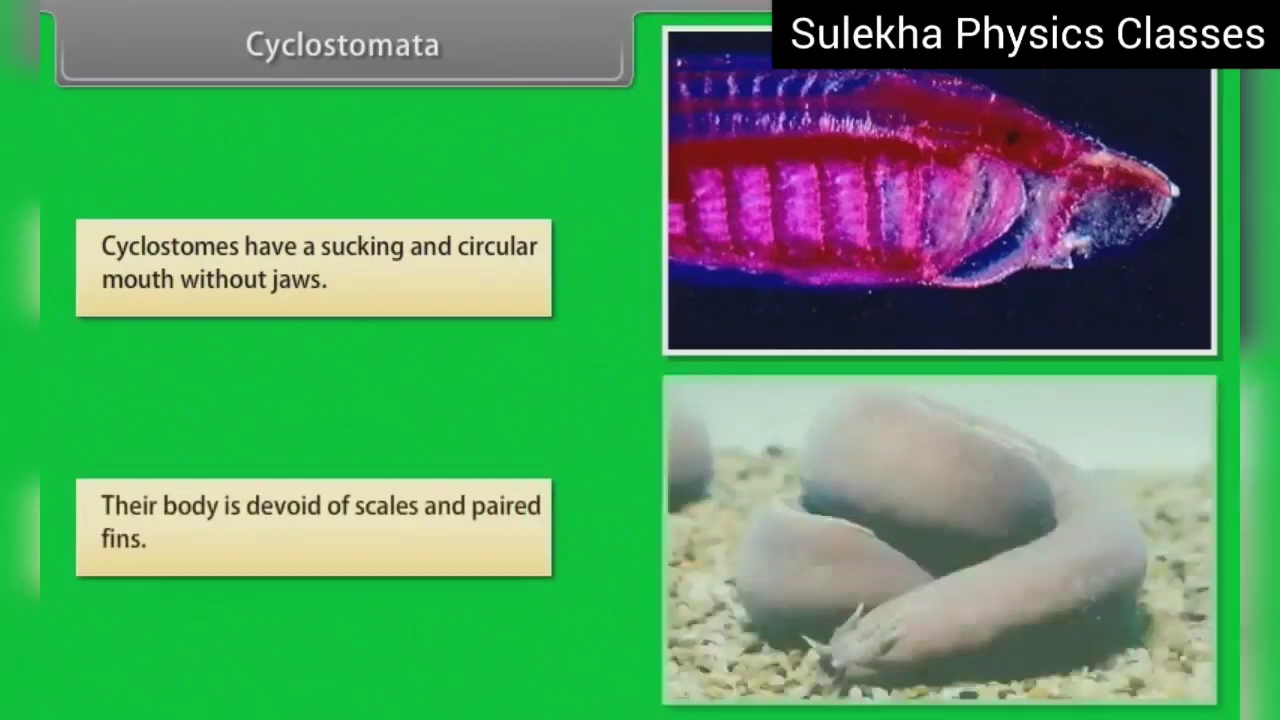 Cyclostomata
Sulekha Physics Classes
Cyclostomes have a sucking and circular
mouth without jaws.
Their body is devoid of scales and paired
fins.